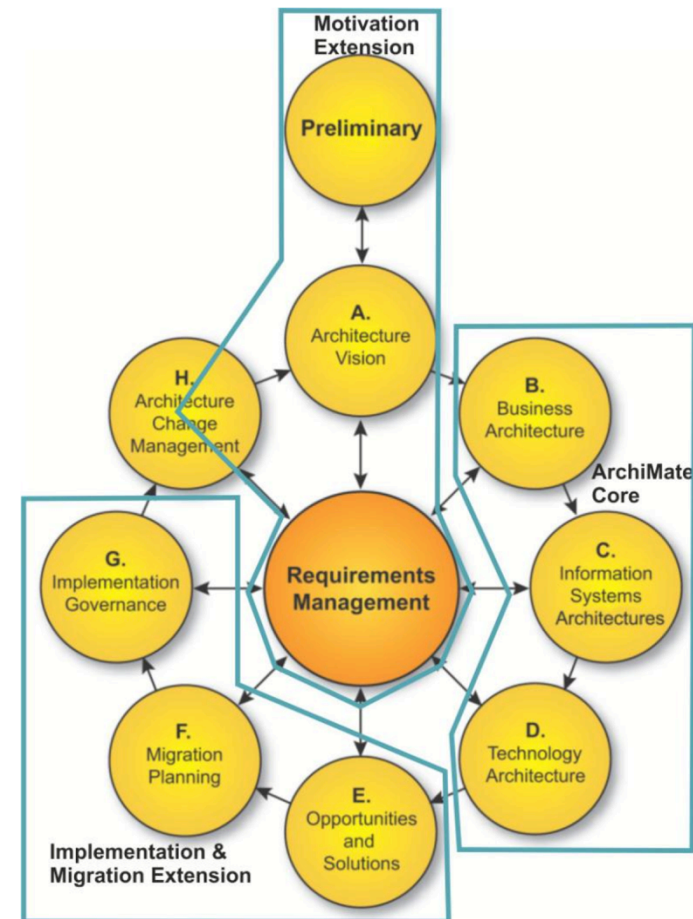 Motivation
Extension
Preliminary
A.
Architecture
Vision
H.
Architecture
Change
Management
B.
Business
Architecture
ArchiMate
Core
G.
Implementation
Governance
Requirements
Management
C.
Information
Systems
Architectures
F.
Migration
Planning
D.
Technology
Architecture
E.
Opportunities
and
Solutions
Implementation &
Migration Extension